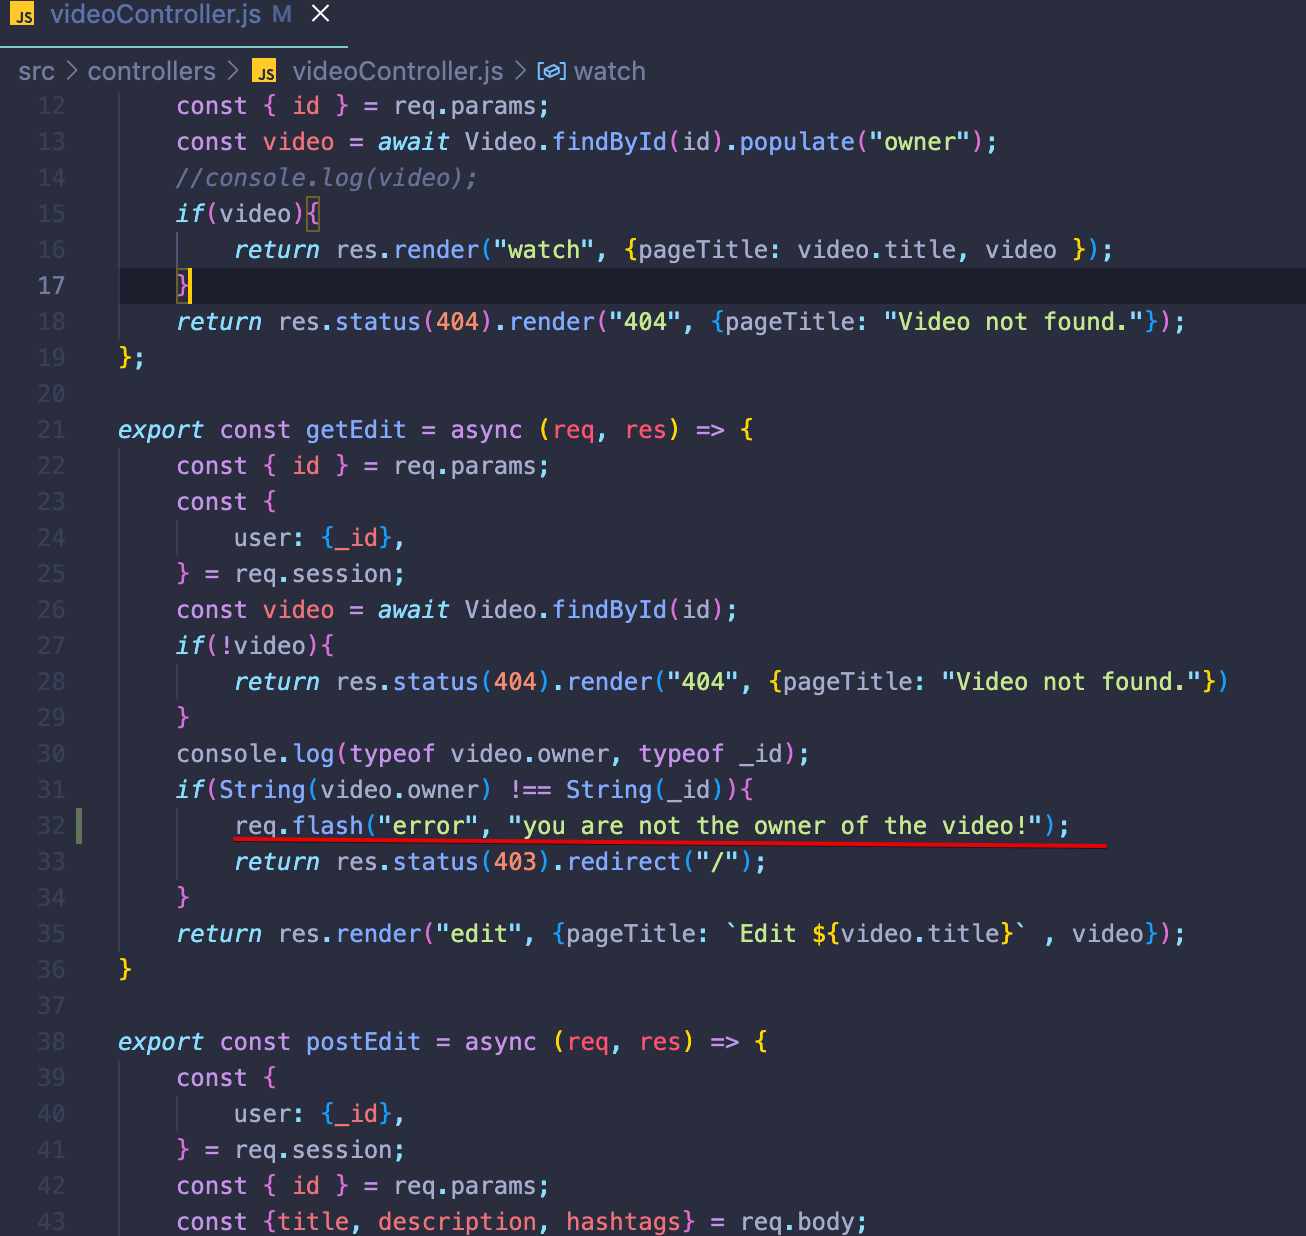 JS videoController.js M
src > controllers > JS videoController.js > watch
12 const { id } = req.params;
13 const video = await Video.findById(id).populate("owner");
14 //console.log(video);
15 if(video){
16 return res.render("watch", {pageTitle: video.title, video });
17 }
18 return res.status(404).render("404", {pageTitle: "Video not found."});
19 };
20
21 export const getEdit = async (req, res) => {
22 const { id } = req.params;
23 const {
24 user: {_id},
25 } = req.session;
26 const video = await Video.findById(id);
27 if(!video){
28 return res.status(404).render("404", {pageTitle: "Video not found."})
29 }
30 console.log(typeof video.owner, typeof _id);
31 if(String(video.owner) !== String(_id)){
32 req.flash("error", "you are not the owner of the video!");
33 return res.status(403).redirect("/");
34 }
35 return res.render("edit", {pageTitle: `Edit ${video.title}` , video});
36 }
37
38 export const postEdit = async (req, res) => {
39 const {
40 user: {_id},
41 } = req.session;
42 const { id } = req.params;
43 const {title, description, hashtags} = req.body;